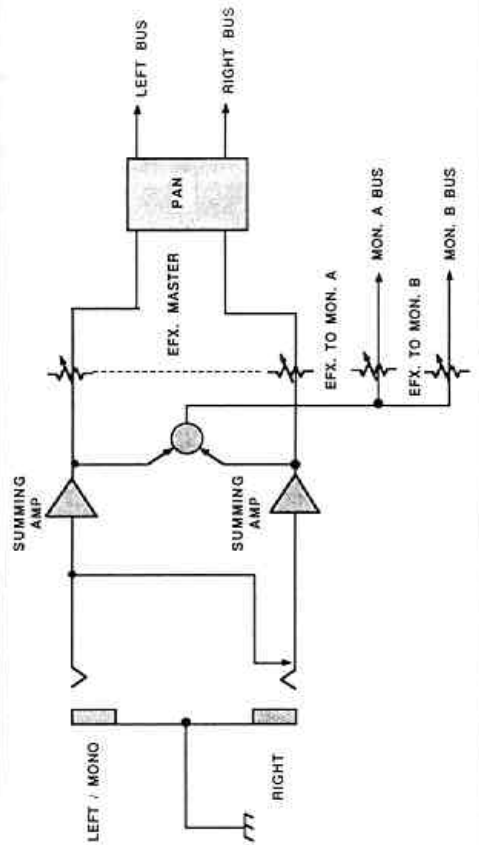 LEFT / MONO
RIGHT
SUMMING
AMP
SUMMING
AMP
EFX. MASTER
EFX. TO MON. A
EFX. TO MON. B
PAN
LEFT BUS
RIGHT BUS
MON. A BUS
MON. B BUS